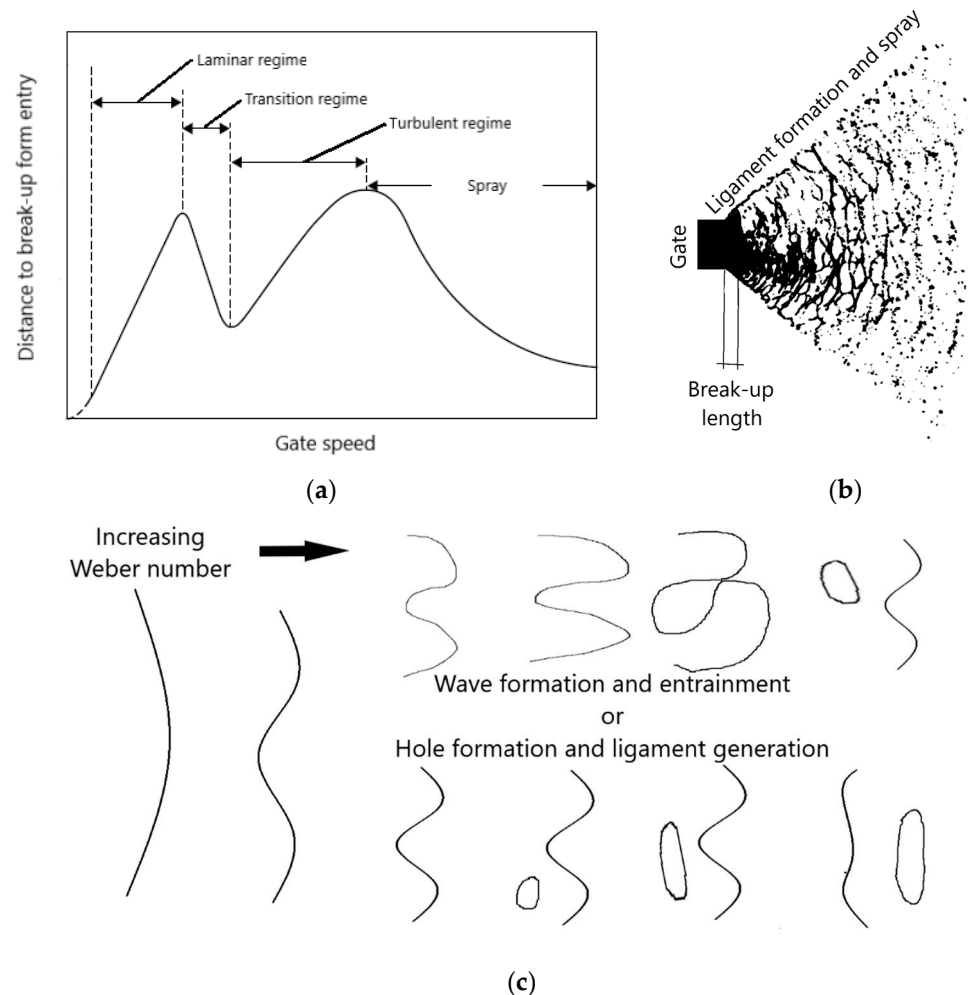 Distance to break-up form entry
Laminar regime
Transition regime
Turbulent regime
Spray
Gate speed
(a)
Ligament formation and spray
Gate
Break-up
length
(b)
Increasing
Weber number
Wave formation and entrainment
or
Hole formation and ligament generation
(c)